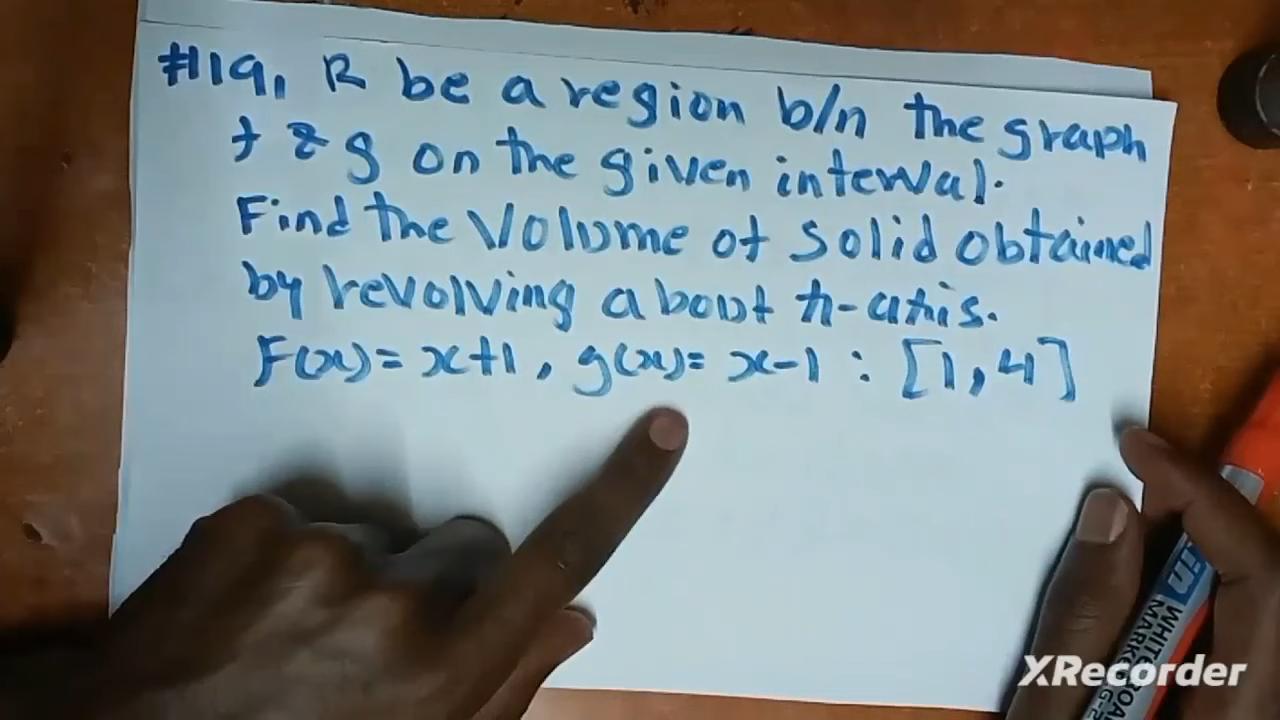 #19, R be a region b/n the graph
f & g on the given interval.
Find the Volume of solid obtained
by revolving about x-axis.
F(x)= x+1, g(x)= x-1 : [1,4]
WHITEBOARD
XRecorder